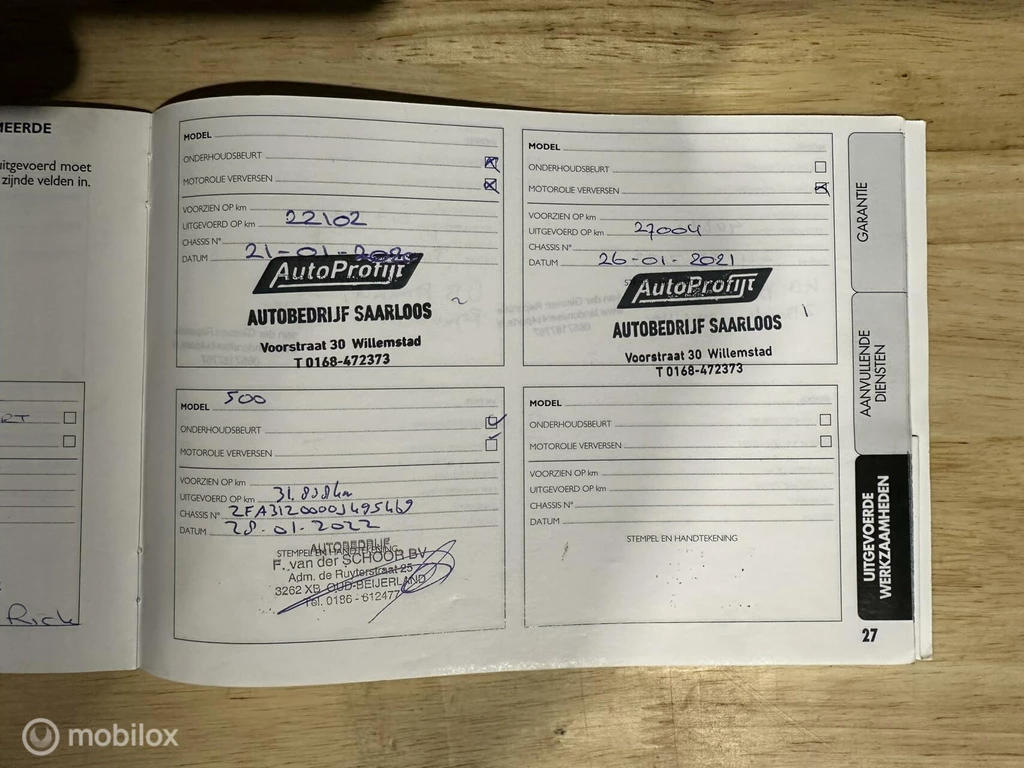 MEERDE
uitgevoerd moet
zijnde velden in.
RT
Rick
MODEL
ONDERHOUDSBEURT
MOTOROLIE VERVERSEN
VOORZIEN OP km
UITGEVOERD OP km 22102
CHASSIS N°
DATUM 21-01-2020
AutoProfijt
AUTOBEDRIJF SAARLOOS
Voorstraat 30 Willemstad
T 0168-472373
MODEL
ONDERHOUDSBEURT
MOTOROLIE VERVERSEN
VOORZIEN OP km
UITGEVOERD OP km 27004
CHASSIS N°
DATUM 26-01-2021
AutoProfijt
AUTOBEDRIJF SAARLOOS
Voorstraat 30 Willemstad
T 0168-472373
MODEL 500
ONDERHOUDSBEURT
MOTOROLIE VERVERSEN
VOORZIEN OP km
UITGEVOERD OP km 31.838km
CHASSIS N° ZFA3120000J495469
DATUM 28-01-2022
STEMPEL EN HANDTEKENING
AUTOBEDRIJF
F. van der SCHOOR BV
Adm. de Ruyterstraat 25
3262 XB OUD-BEIJERLAND
Tel. 0186 - 612477
MODEL
ONDERHOUDSBEURT
MOTOROLIE VERVERSEN
VOORZIEN OP km
UITGEVOERD OP km
CHASSIS N°
DATUM
STEMPEL EN HANDTEKENING
GARANTIE
AANVULLENDE
DIENSTEN
UITGEVOERDE
WERKZAAMHEDEN
27
mobilox